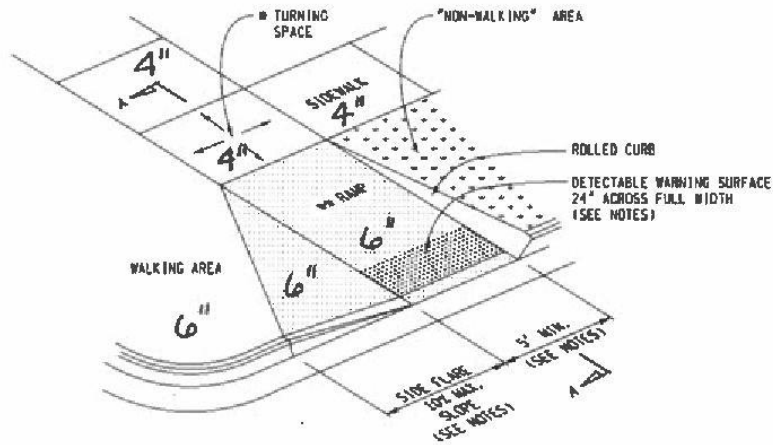 * TURNING
SPACE
"NON-WALKING" AREA
4"
A
SIDEWALK
4"
4"
ROLLED CURB
DETECTABLE WARNING SURFACE
24" ACROSS FULL WIDTH
(SEE NOTES)
** RAMP
6"
WALKING AREA
6"
6"
5' MIN.
(SEE NOTES)
SIDE FLARE
10% MAX.
SLOPE
(SEE NOTES)
A